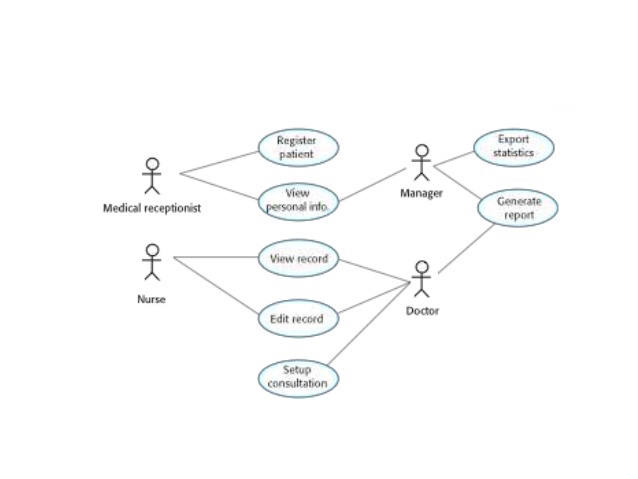 Register
patient
Export
statistics
Medical receptionist
View
personal info.
Manager
Generate
report
View record
Nurse
Edit record
Doctor
Setup
consultation